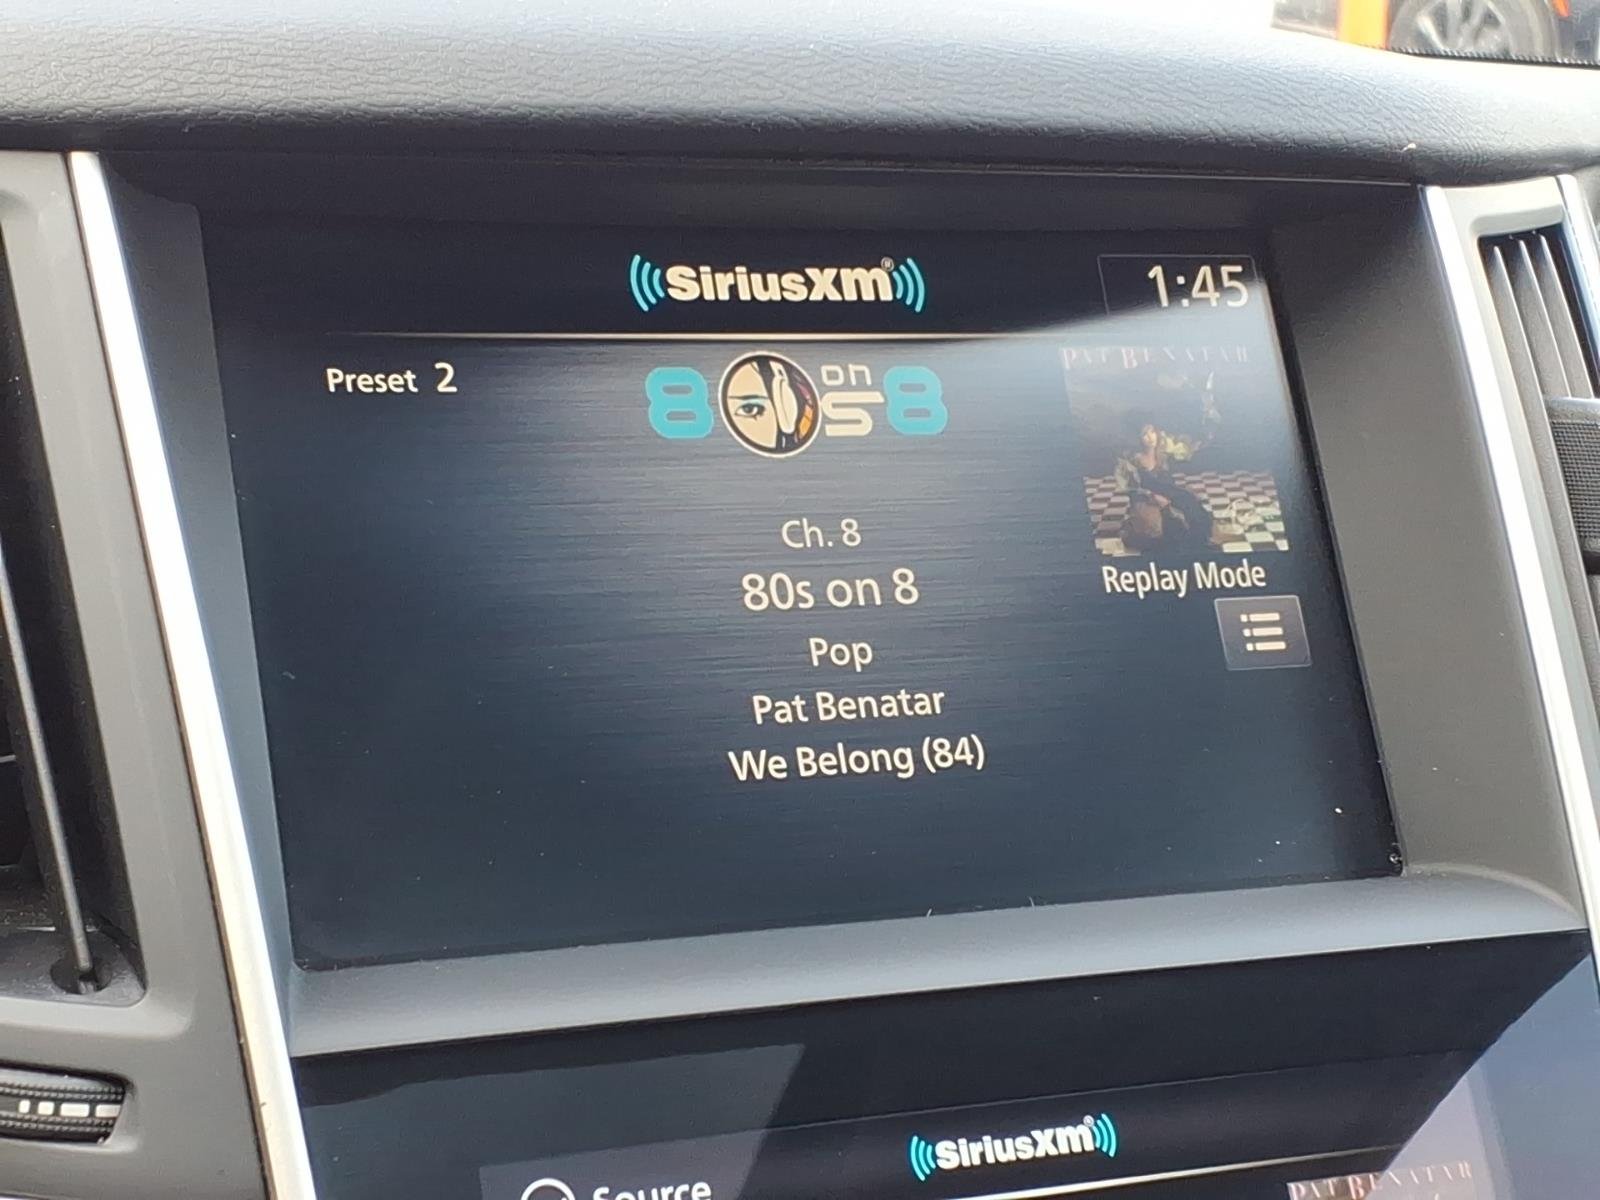 SiriusXM®
1:45
Preset 2
80s on 8
PAT BENATAR
Ch. 8
80s on 8
Pop
Pat Benatar
We Belong (84)
Replay Mode
SiriusXM®
Source
PAT BENATAR